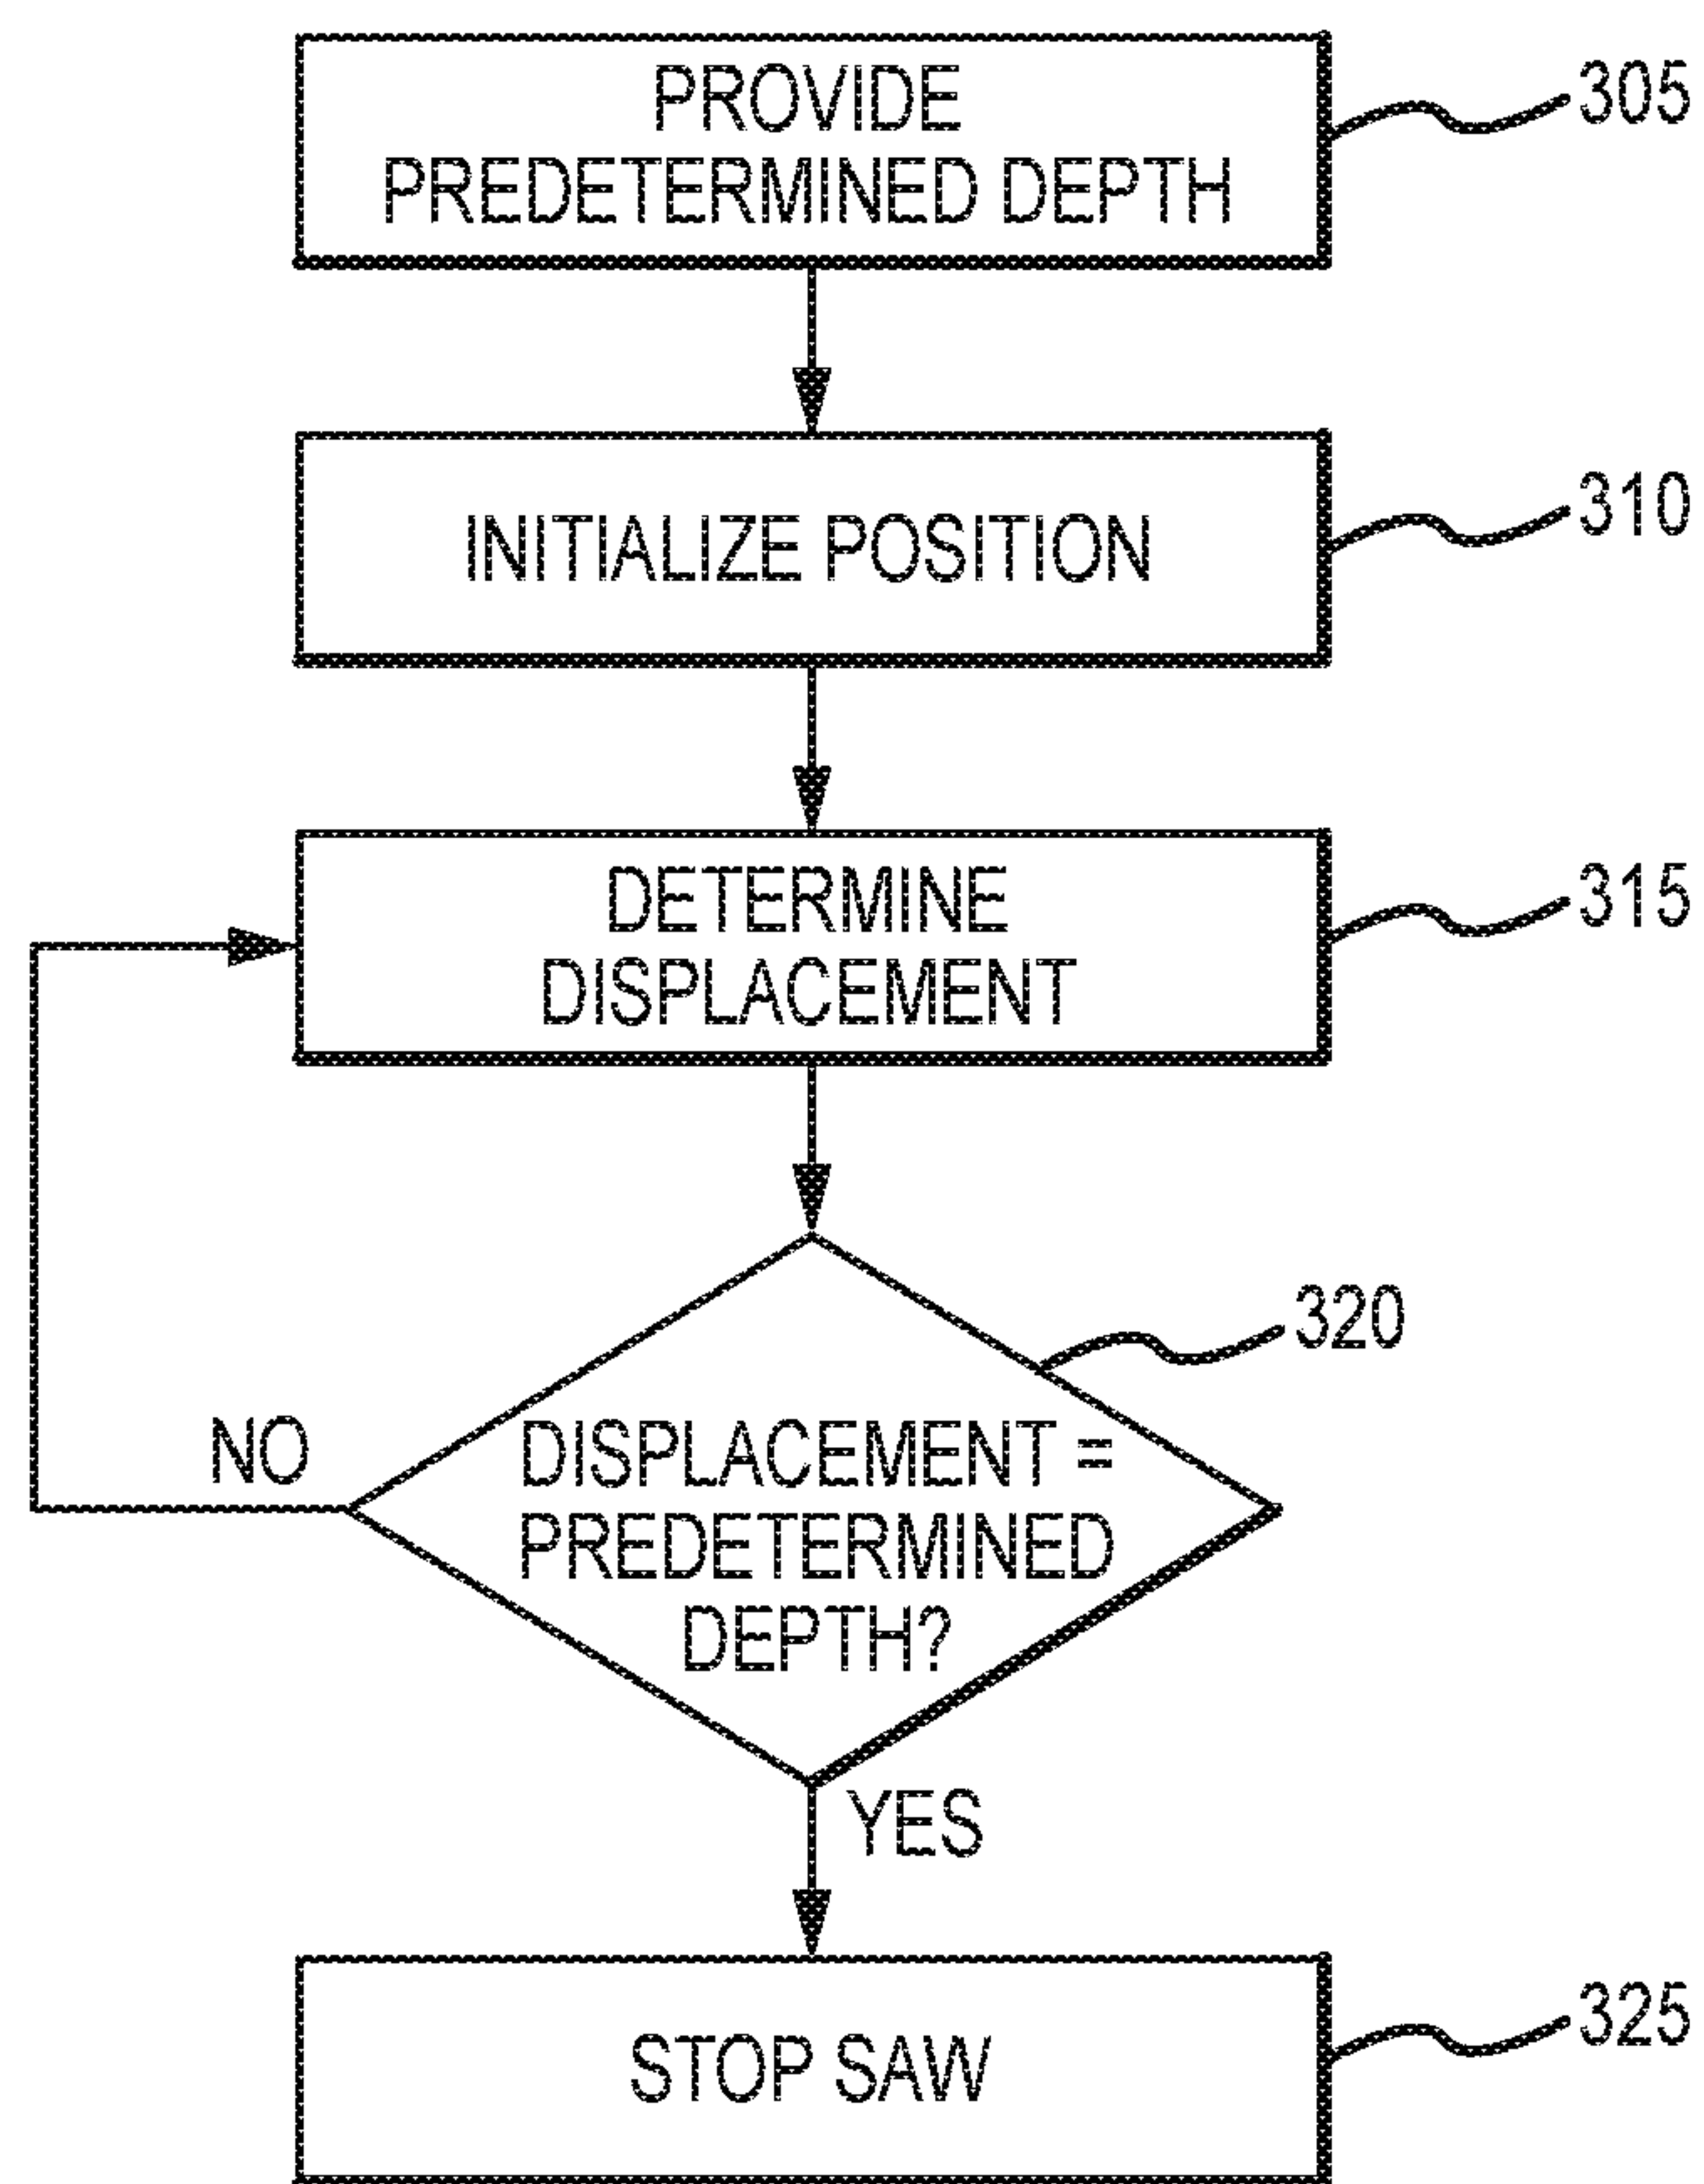 PROVIDE
PREDETERMINED DEPTH
305
INITIALIZE POSITION
310
DETERMINE
DISPLACEMENT
315
320
NO
DISPLACEMENT =
PREDETERMINED
DEPTH?
YES
STOP SAW
325